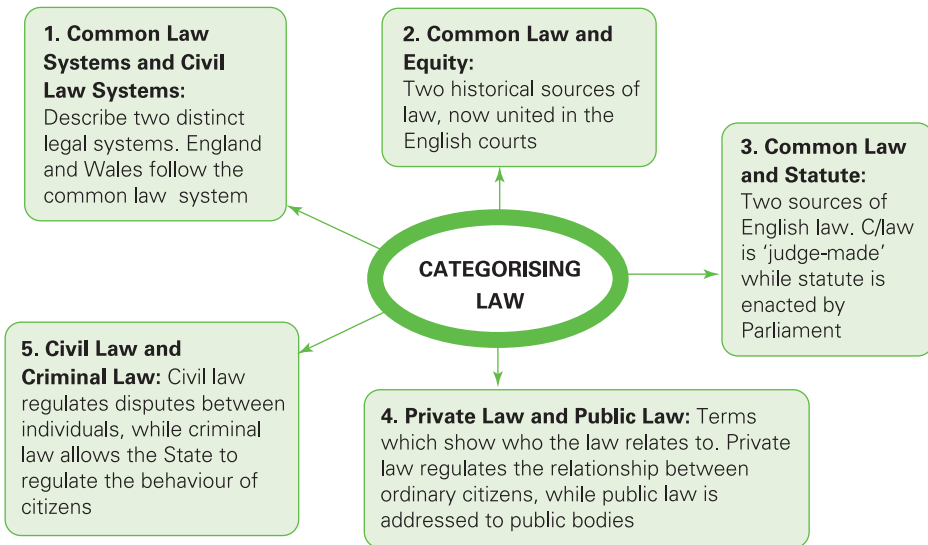 1. Common Law
Systems and Civil
Law Systems:
Describe two distinct
legal systems. England
and Wales follow the
common law system
2. Common Law and
Equity:
Two historical sources of
law, now united in the
English courts
3. Common Law
and Statute:
Two sources of
English law. C/law
is ‘judge-made’
while statute is
enacted by
Parliament
CATEGORISING
LAW
5. Civil Law and
Criminal Law: Civil law
regulates disputes between
individuals, while criminal
law allows the State to
regulate the behaviour of
citizens
4. Private Law and Public Law: Terms
which show who the law relates to. Private
law regulates the relationship between
ordinary citizens, while public law is
addressed to public bodies